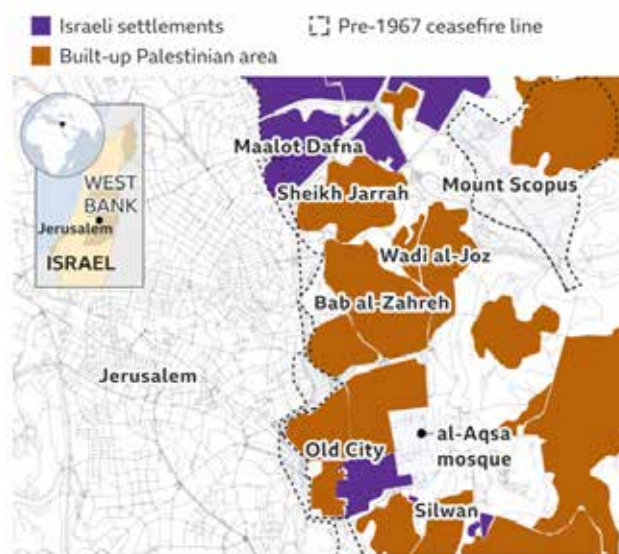 Israeli settlements
Pre-1967 ceasefire line
Built-up Palestinian area
Maalot Dafna
WEST
BANK
Sheikh Jarrah
Mount Scopus
Jerusalem
Wadi al-Joz
ISRAEL
Bab al-Zahreh
Jerusalem
al-Aqsa
Old City
mosque
Silwan